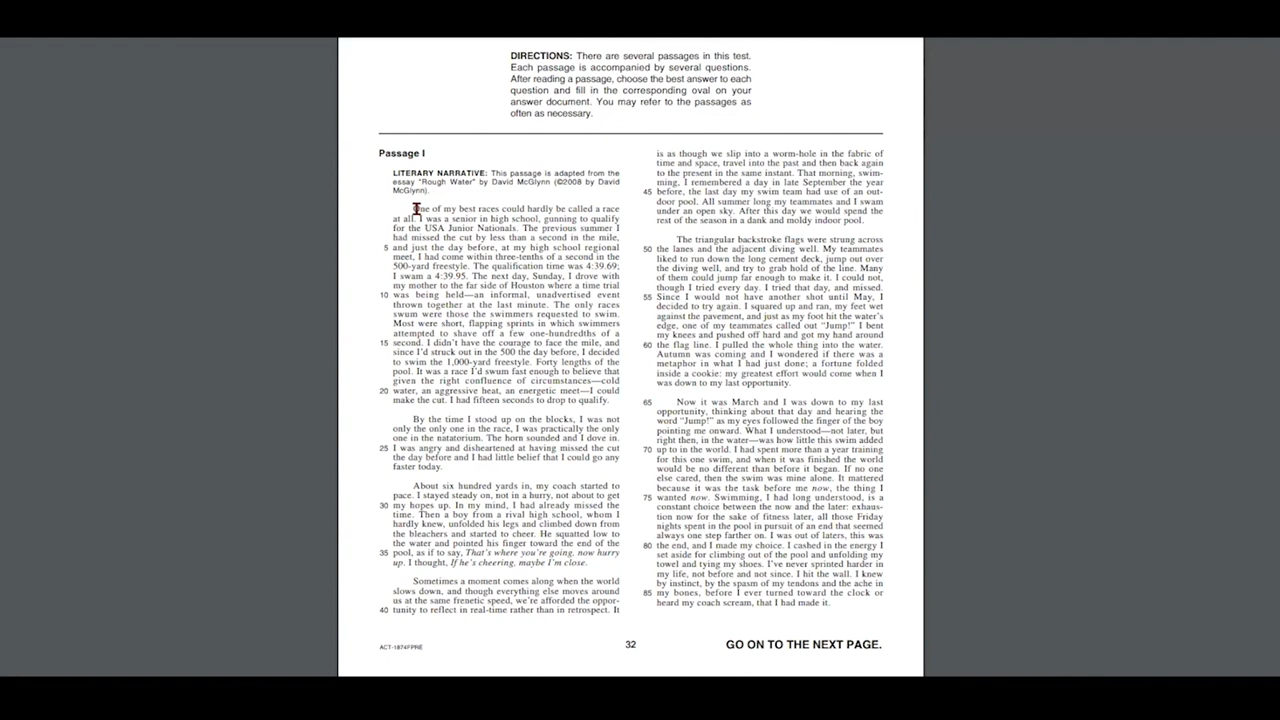 DIRECTIONS: There are several passages in this test.
Each passage is accompanied by several questions.
After reading a passage, choose the best answer to each
question and fill in the corresponding oval on your
answer document. You may refer to the passages as
often as necessary.
Passage I
LITERARY NARRATIVE: This passage is adapted from the
essay "Rough Water" by David McGlynn (©2008 by David
McGlynn).
One of my best races could hardly be called a race
at all. I was a senior in high school, gunning to qualify
for the USA Junior Nationals. The previous summer I
had missed the cut by less than a second in the mile,
5 and just the day before, at my high school regional
meet, I had come within three-tenths of a second in the
500-yard freestyle. The qualification time was 4:39.69;
I swam a 4:39.95. The next day, Sunday, I drove with
my mother to the far side of Houston where a time trial
10 was being held—an informal, unadvertised event
thrown together at the last minute. The only races
swum were those the swimmers requested to swim.
Most were short, flapping sprints in which swimmers
attempted to shave off a few one-hundredths of a
15 second. I didn't have the courage to face the mile, and
since I'd struck out in the 500 the day before, I decided
to swim the 1,000-yard freestyle. Forty lengths of the
pool. It was a race I'd swum fast enough to believe that
given the right confluence of circumstances—cold
20 water, an aggressive heat, an energetic meet—I could
make the cut. I had fifteen seconds to drop to qualify.
By the time I stood up on the blocks, I was not
only the only one in the race, I was practically the only
one in the natatorium. The horn sounded and I dove in.
25 I was angry and disheartened at having missed the cut
the day before and I had little belief that I could go any
faster today.
About six hundred yards in, my coach started to
pace. I stayed steady on, not in a hurry, not about to get
30 my hopes up. In my mind, I had already missed the
time. Then a boy from a rival high school, whom I
hardly knew, unfolded his legs and climbed down from
the bleachers and started to cheer. He squatted low to
the water and pointed his finger toward the end of the
35 pool, as if to say, That's where you're going, now hurry
up. I thought, If he's cheering, maybe I'm close.
Sometimes a moment comes along when the world
slows down, and though everything else moves around
us at the same frenetic speed, we're afforded the oppor-
40 tunity to reflect in real-time rather than in retrospect. It
is as though we slip into a worm-hole in the fabric of
time and space, travel into the past and then back again
to the present in the same instant. That morning, swim-
ming, I remembered a day in late September the year
45 before, the last day my swim team had use of an out-
door pool. All summer long my teammates and I swam
under an open sky. After this day we would spend the
rest of the season in a dank and moldy indoor pool.
The triangular backstroke flags were strung across
50 the lanes and the adjacent diving well. My teammates
liked to run down the long cement deck, jump out over
the diving well, and try to grab hold of the line. Many
of them could jump far enough to make it. I could not,
though I tried every day. I tried that day, and missed.
55 Since I would not have another shot until May, I
decided to try again. I squared up and ran, my feet wet
against the pavement, and just as my foot hit the water's
edge, one of my teammates called out "Jump!" I bent
my knees and pushed off hard and got my hand around
60 the flag line. I pulled the whole thing into the water.
Autumn was coming and I wondered if there was a
metaphor in what I had just done; a fortune folded
inside a cookie: my greatest effort would come when I
was down to my last opportunity.
65 Now it was March and I was down to my last
opportunity, thinking about that day and hearing the
word "Jump!" as my eyes followed the finger of the boy
pointing me onward. What I understood—not later, but
right then, in the water—was how little this swim added
70 up to in the world. I had spent more than a year training
for this one swim, and when it was finished the world
would be no different than before it began. If no one
else cared, then the swim was mine alone. It mattered
because it was the task before me now, the thing I
75 wanted now. Swimming, I had long understood, is a
constant choice between the now and the later: exhaus-
tion now for the sake of fitness later, all those Friday
nights spent in the pool in pursuit of an end that seemed
always one step farther on. I was out of laters, this was
80 the end, and I made my choice. I cashed in the energy I
set aside for climbing out of the pool and unfolding my
towel and tying my shoes. I've never sprinted harder in
my life, not before and not since. I hit the wall. I knew
by instinct, by the spasm of my tendons and the ache in
85 my bones, before I ever turned toward the clock or
heard my coach scream, that I had made it.
ACT-1874FPRE
32
GO ON TO THE NEXT PAGE.